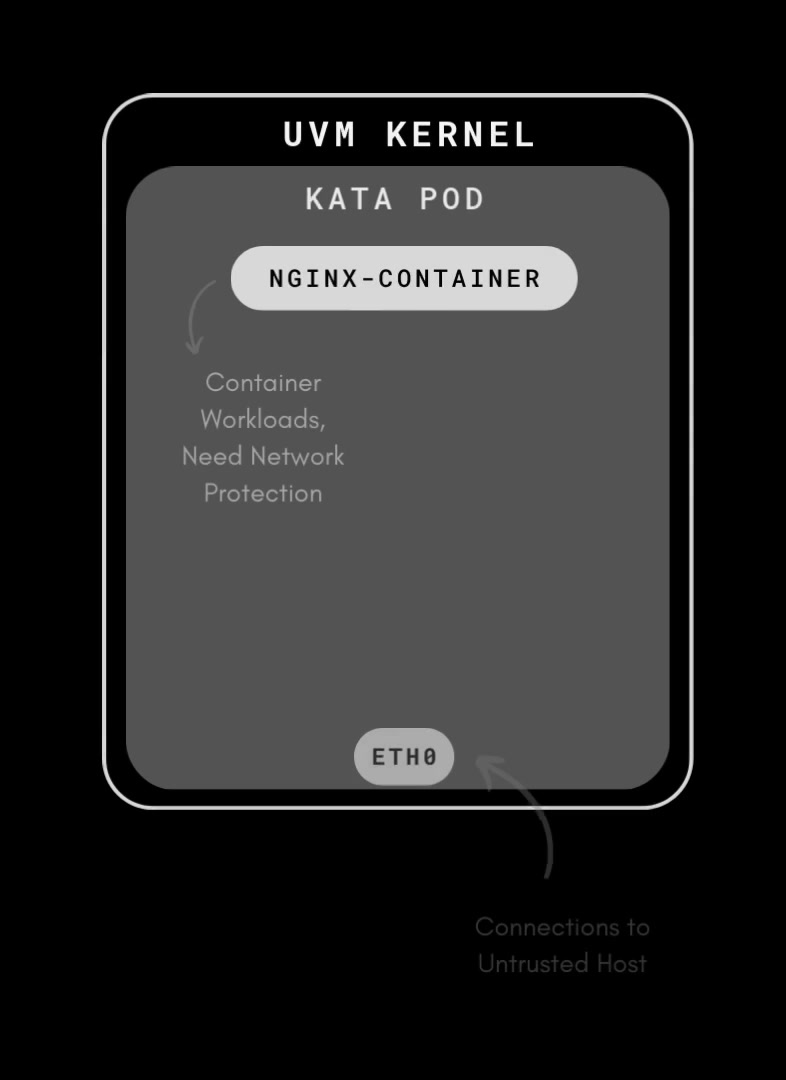 UVM KERNEL
KATA POD
NGINX-CONTAINER
Container
Workloads,
Need Network
Protection
ETH0
Connections to
Untrusted Host